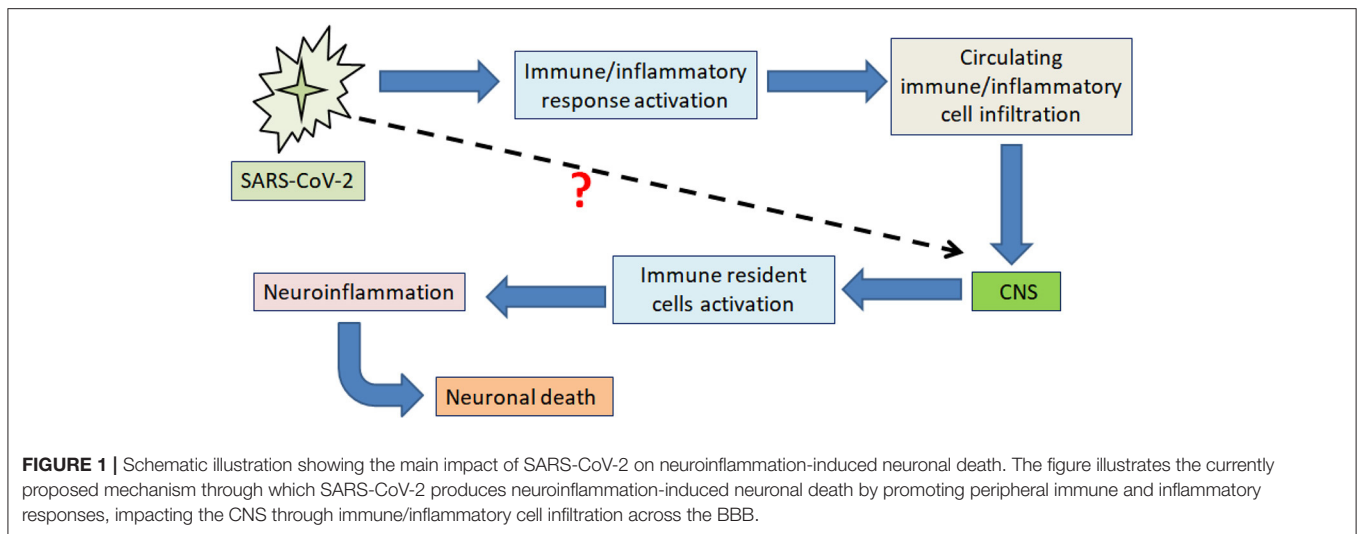 Immune/inflammatory
response activation
Circulating
immune/inflammatory
cell infiltration
SARS-CoV-2
?
Neuroinflammation
Immune resident
cells activation
CNS
Neuronal death
FIGURE 1 | Schematic illustration showing the main impact of SARS-CoV-2 on neuroinflammation-induced neuronal death. The figure illustrates the currently
proposed mechanism through which SARS-CoV-2 produces neuroinflammation-induced neuronal death by promoting peripheral immune and inflammatory
responses, impacting the CNS through immune/inflammatory cell infiltration across the BBB.